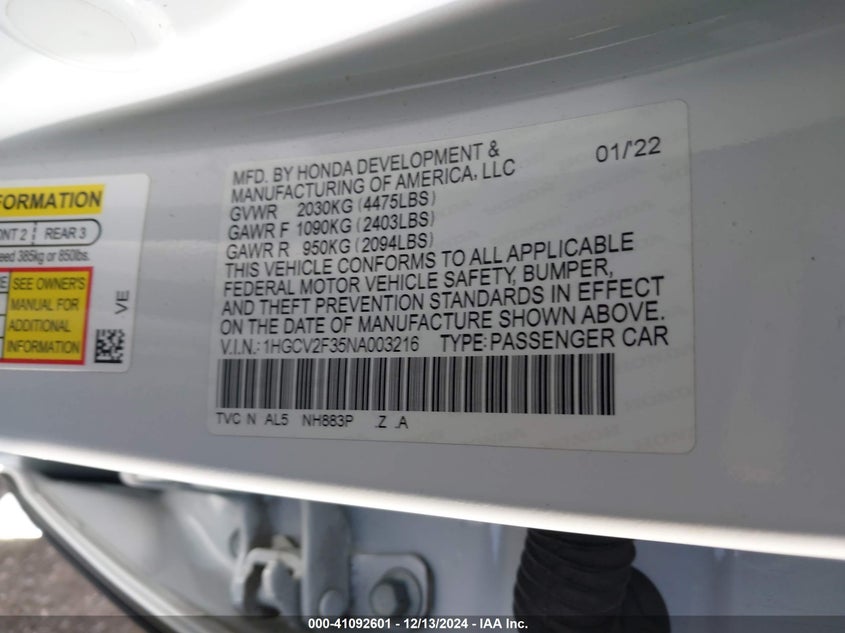 FORMATION
ONT 2 REAR 3
eed 385kg or 850lbs.
SEE OWNER'S
MANUAL FOR
ADDITIONAL
INFORMATION
VE
MFD. BY HONDA DEVELOPMENT & 01/'22
MANUFACTURING OF AMERICA, LLC
GVWR 2030KG (4475LBS)
GAWR F 1090KG (2403LBS)
GAWR R 950KG (2094LBS)
THIS VEHICLE CONFORMS TO ALL APPLICABLE
FEDERAL MOTOR VEHICLE SAFETY, BUMPER,
AND THEFT PREVENTION STANDARDS IN EFFECT
ON THE DATE OF MANUFACTURE SHOWN ABOVE.
V.I.N.: 1HGCV2F35NA003216 TYPE: PASSENGER CAR
TVC N AL5 NH883P .Z .A
000-41092601 - 12/13/2024 - IAA Inc.